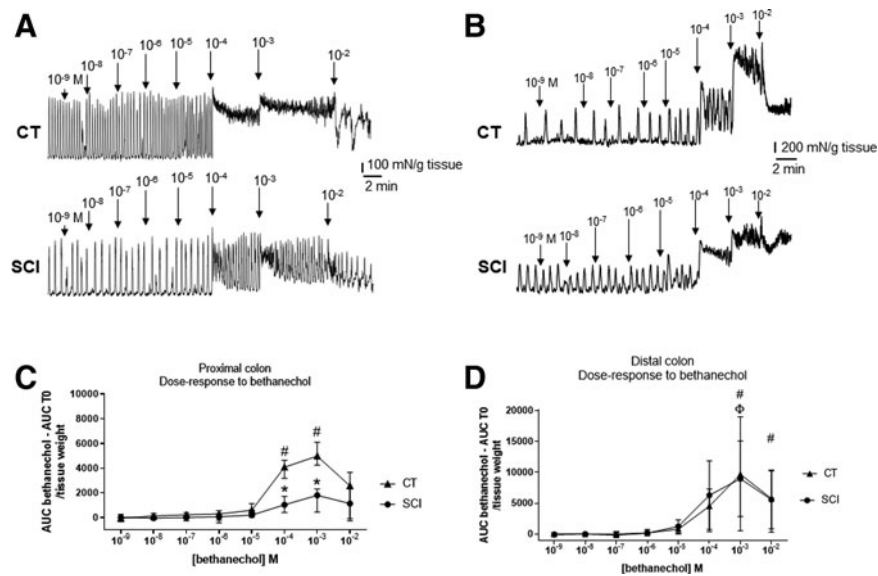 A
10⁻⁹ M 10⁻⁸ 10⁻⁷ 10⁻⁶ 10⁻⁵ 10⁻⁴ 10⁻³ 10⁻²
CT
100 mN/g tissue
2 min
10⁻⁹ M 10⁻⁸ 10⁻⁷ 10⁻⁶ 10⁻⁵ 10⁻⁴ 10⁻³ 10⁻²
SCI
B
10⁻⁹ M 10⁻⁸ 10⁻⁷ 10⁻⁶ 10⁻⁵ 10⁻⁴ 10⁻³ 10⁻²
CT
200 mN/g tissue
2 min
10⁻⁹ M 10⁻⁸ 10⁻⁷ 10⁻⁶ 10⁻⁵ 10⁻⁴ 10⁻³ 10⁻²
SCI
C
Proximal colon
Dose-response to bethanechol
AUC bethanechol - AUC T0
/tissue weight
10000
8000
6000
4000
2000
0
# #
* *
CT
SCI
10⁻⁹ 10⁻⁸ 10⁻⁷ 10⁻⁶ 10⁻⁵ 10⁻⁴ 10⁻³ 10⁻²
[bethanechol] M
D
Distal colon
Dose-response to bethanechol
AUC bethanechol - AUC T0
/tissue weight
20000
15000
10000
5000
0
#
Φ
#
CT
SCI
10⁻⁹ 10⁻⁸ 10⁻⁷ 10⁻⁶ 10⁻⁵ 10⁻⁴ 10⁻³ 10⁻²
[bethanechol] M